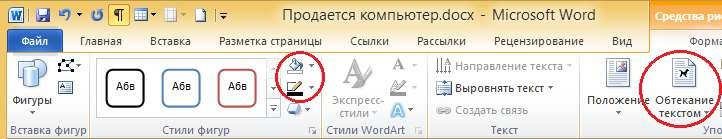 Продается компьютер.docx - Microsoft Word
Средства рис
Файл Главная Вставка Разметка страницы Ссылки Рассылки Рецензирование Вид Форма
Фигуры
Абв Абв Абв
Экспресс-
стили
Направление текста
Выровнять текст
Создать связь
Положение
Обтекание
текстом
Вставка фигур Стили фигур Стили WordArt Текст